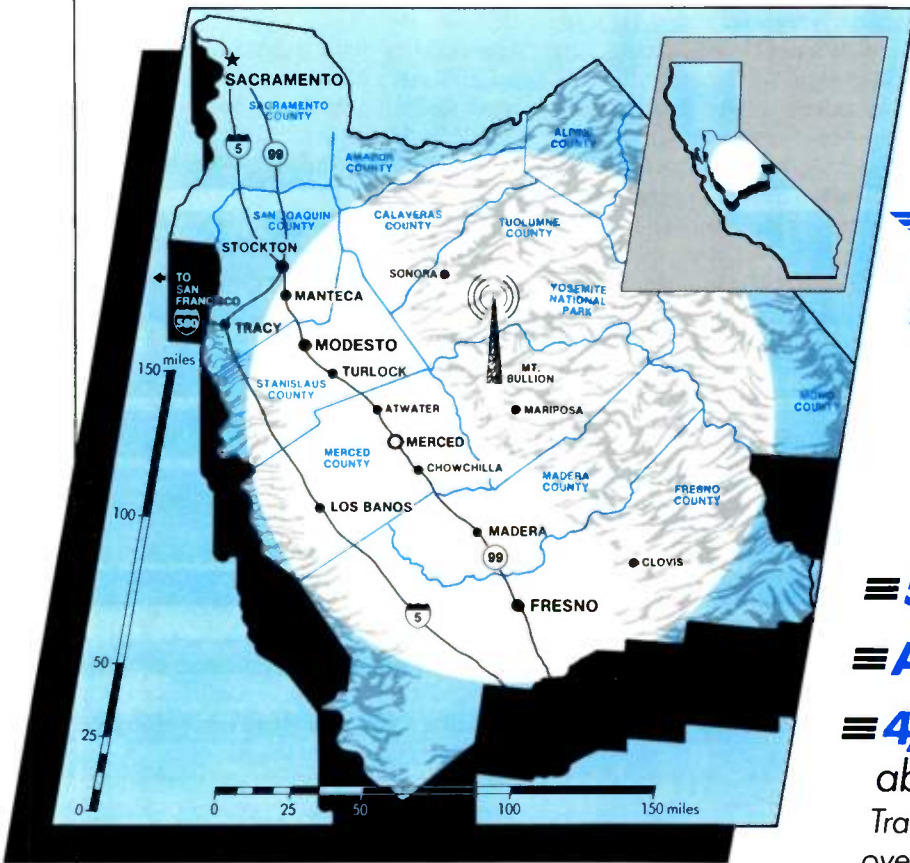 SACRAMENTO
SACRAMENTO
COUNTY
5
99
AMADOR
COUNTY
ALPINE
COUNTY
SAN JOAQUIN
COUNTY
CALAVERAS
COUNTY
TUOLUMNE
COUNTY
STOCKTON
SONORA
TO
SAN
FRANCISCO
580
MANTECA
YOSEMITE
NATIONAL
PARK
TRACY
MODESTO
150 miles
TURLOCK
MT.
BULLION
STANISLAUS
COUNTY
ATWATER
MARIPOSA
MONO
COUNTY
MERCED
MERCED
COUNTY
CHOWCHILLA
MADERA
COUNTY
FRESNO
COUNTY
100
LOS BANOS
MADERA
99
CLOVIS
5
FRESNO
50
25
0
0 25 50 100 150 miles
A
4
ab
Tra
ove